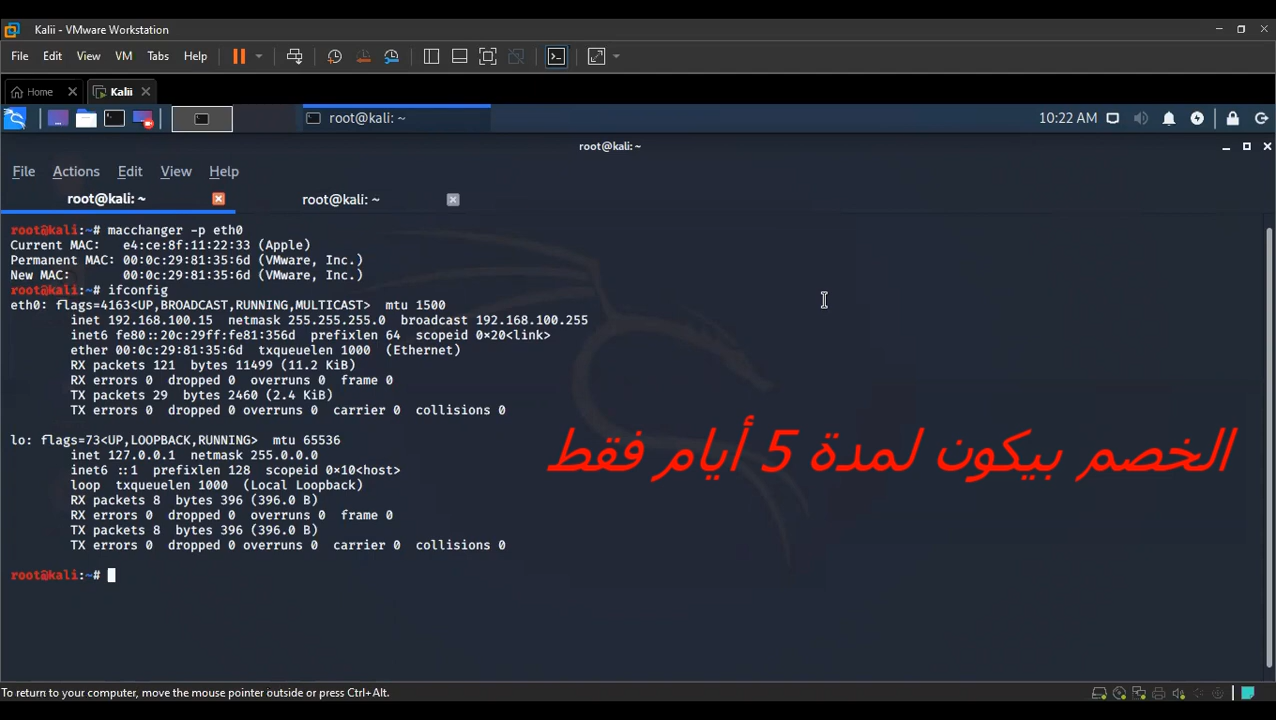 Kalii - VMware Workstation
File Edit View VM Tabs Help
Home Kalii
root@kali: ~ 10:22 AM
root@kali: ~
File Actions Edit View Help
root@kali: ~ root@kali: ~
root@kali:~# macchanger -p eth0
Current MAC: e4:ce:8f:11:22:33 (Apple)
Permanent MAC: 00:0c:29:81:35:6d (VMware, Inc.)
New MAC: 00:0c:29:81:35:6d (VMware, Inc.)
root@kali:~# ifconfig
eth0: flags=4163<UP,BROADCAST,RUNNING,MULTICAST> mtu 1500
inet 192.168.100.15 netmask 255.255.255.0 broadcast 192.168.100.255
inet6 fe80::20c:29ff:fe81:356d prefixlen 64 scopeid 0×20<link>
ether 00:0c:29:81:35:6d txqueuelen 1000 (Ethernet)
RX packets 121 bytes 11499 (11.2 KiB)
RX errors 0 dropped 0 overruns 0 frame 0
TX packets 29 bytes 2460 (2.4 KiB)
TX errors 0 dropped 0 overruns 0 carrier 0 collisions 0
lo: flags=73<UP,LOOPBACK,RUNNING> mtu 65536
inet 127.0.0.1 netmask 255.0.0.0
inet6 ::1 prefixlen 128 scopeid 0×10<host>
loop txqueuelen 1000 (Local Loopback)
RX packets 8 bytes 396 (396.0 B)
RX errors 0 dropped 0 overruns 0 frame 0
TX packets 8 bytes 396 (396.0 B)
TX errors 0 dropped 0 overruns 0 carrier 0 collisions 0
الخصم بيكون لمدة 5 أيام فقط
root@kali:~#
To return to your computer, move the mouse pointer outside or press Ctrl+Alt.